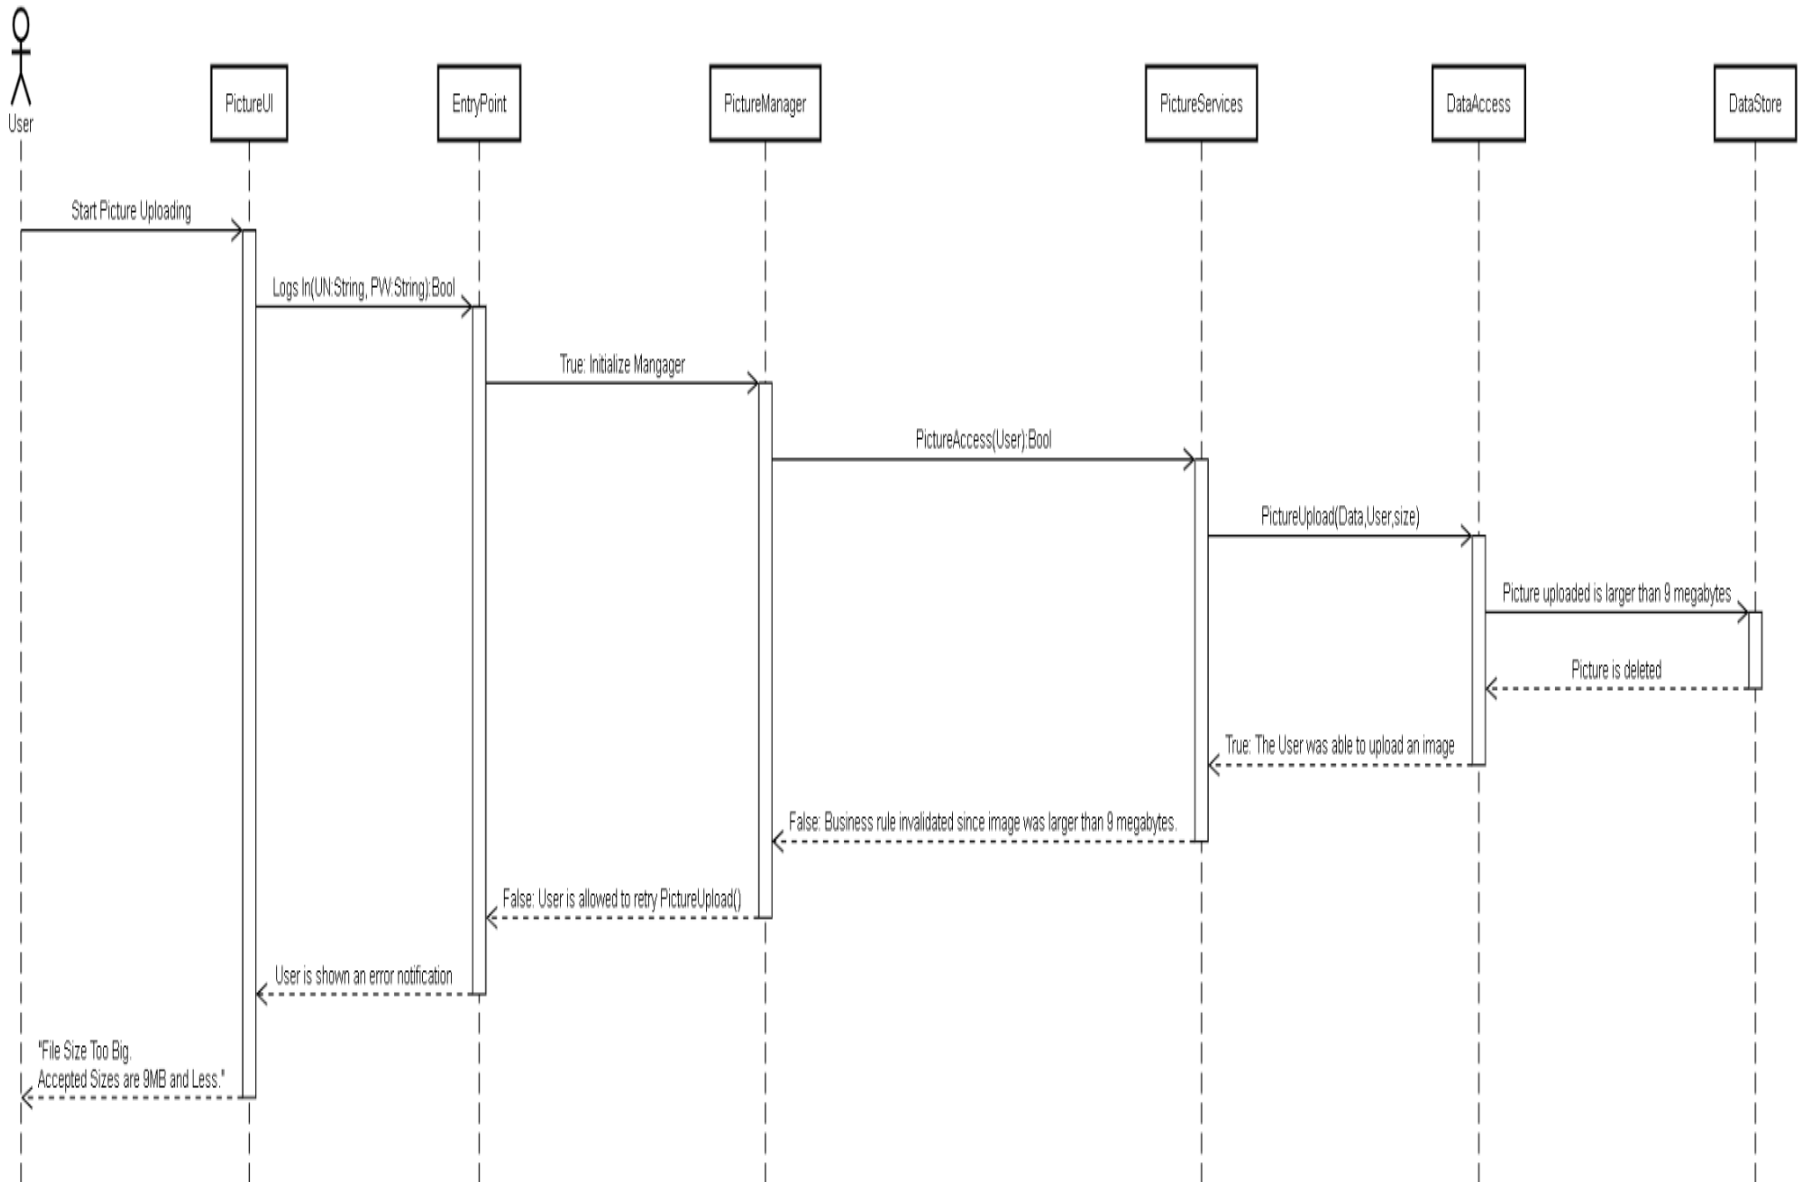 User
PictureUI
EntryPoint
PictureManager
PictureServices
DataAccess
DataStore
Start Picture Uploading
Logs In(UN:String, PW:String):Bool
True: Initialize Mangager
PictureAccess(User):Bool
PictureUpload(Data,User,size)
Picture uploaded is larger than 9 megabytes
Picture is deleted
True: The User was able to upload an image
False: Business rule invalidated since image was larger than 9 megabytes.
False: User is allowed to retry PictureUpload()
User is shown an error notification
"File Size Too Big.
Accepted Sizes are 9MB and Less."